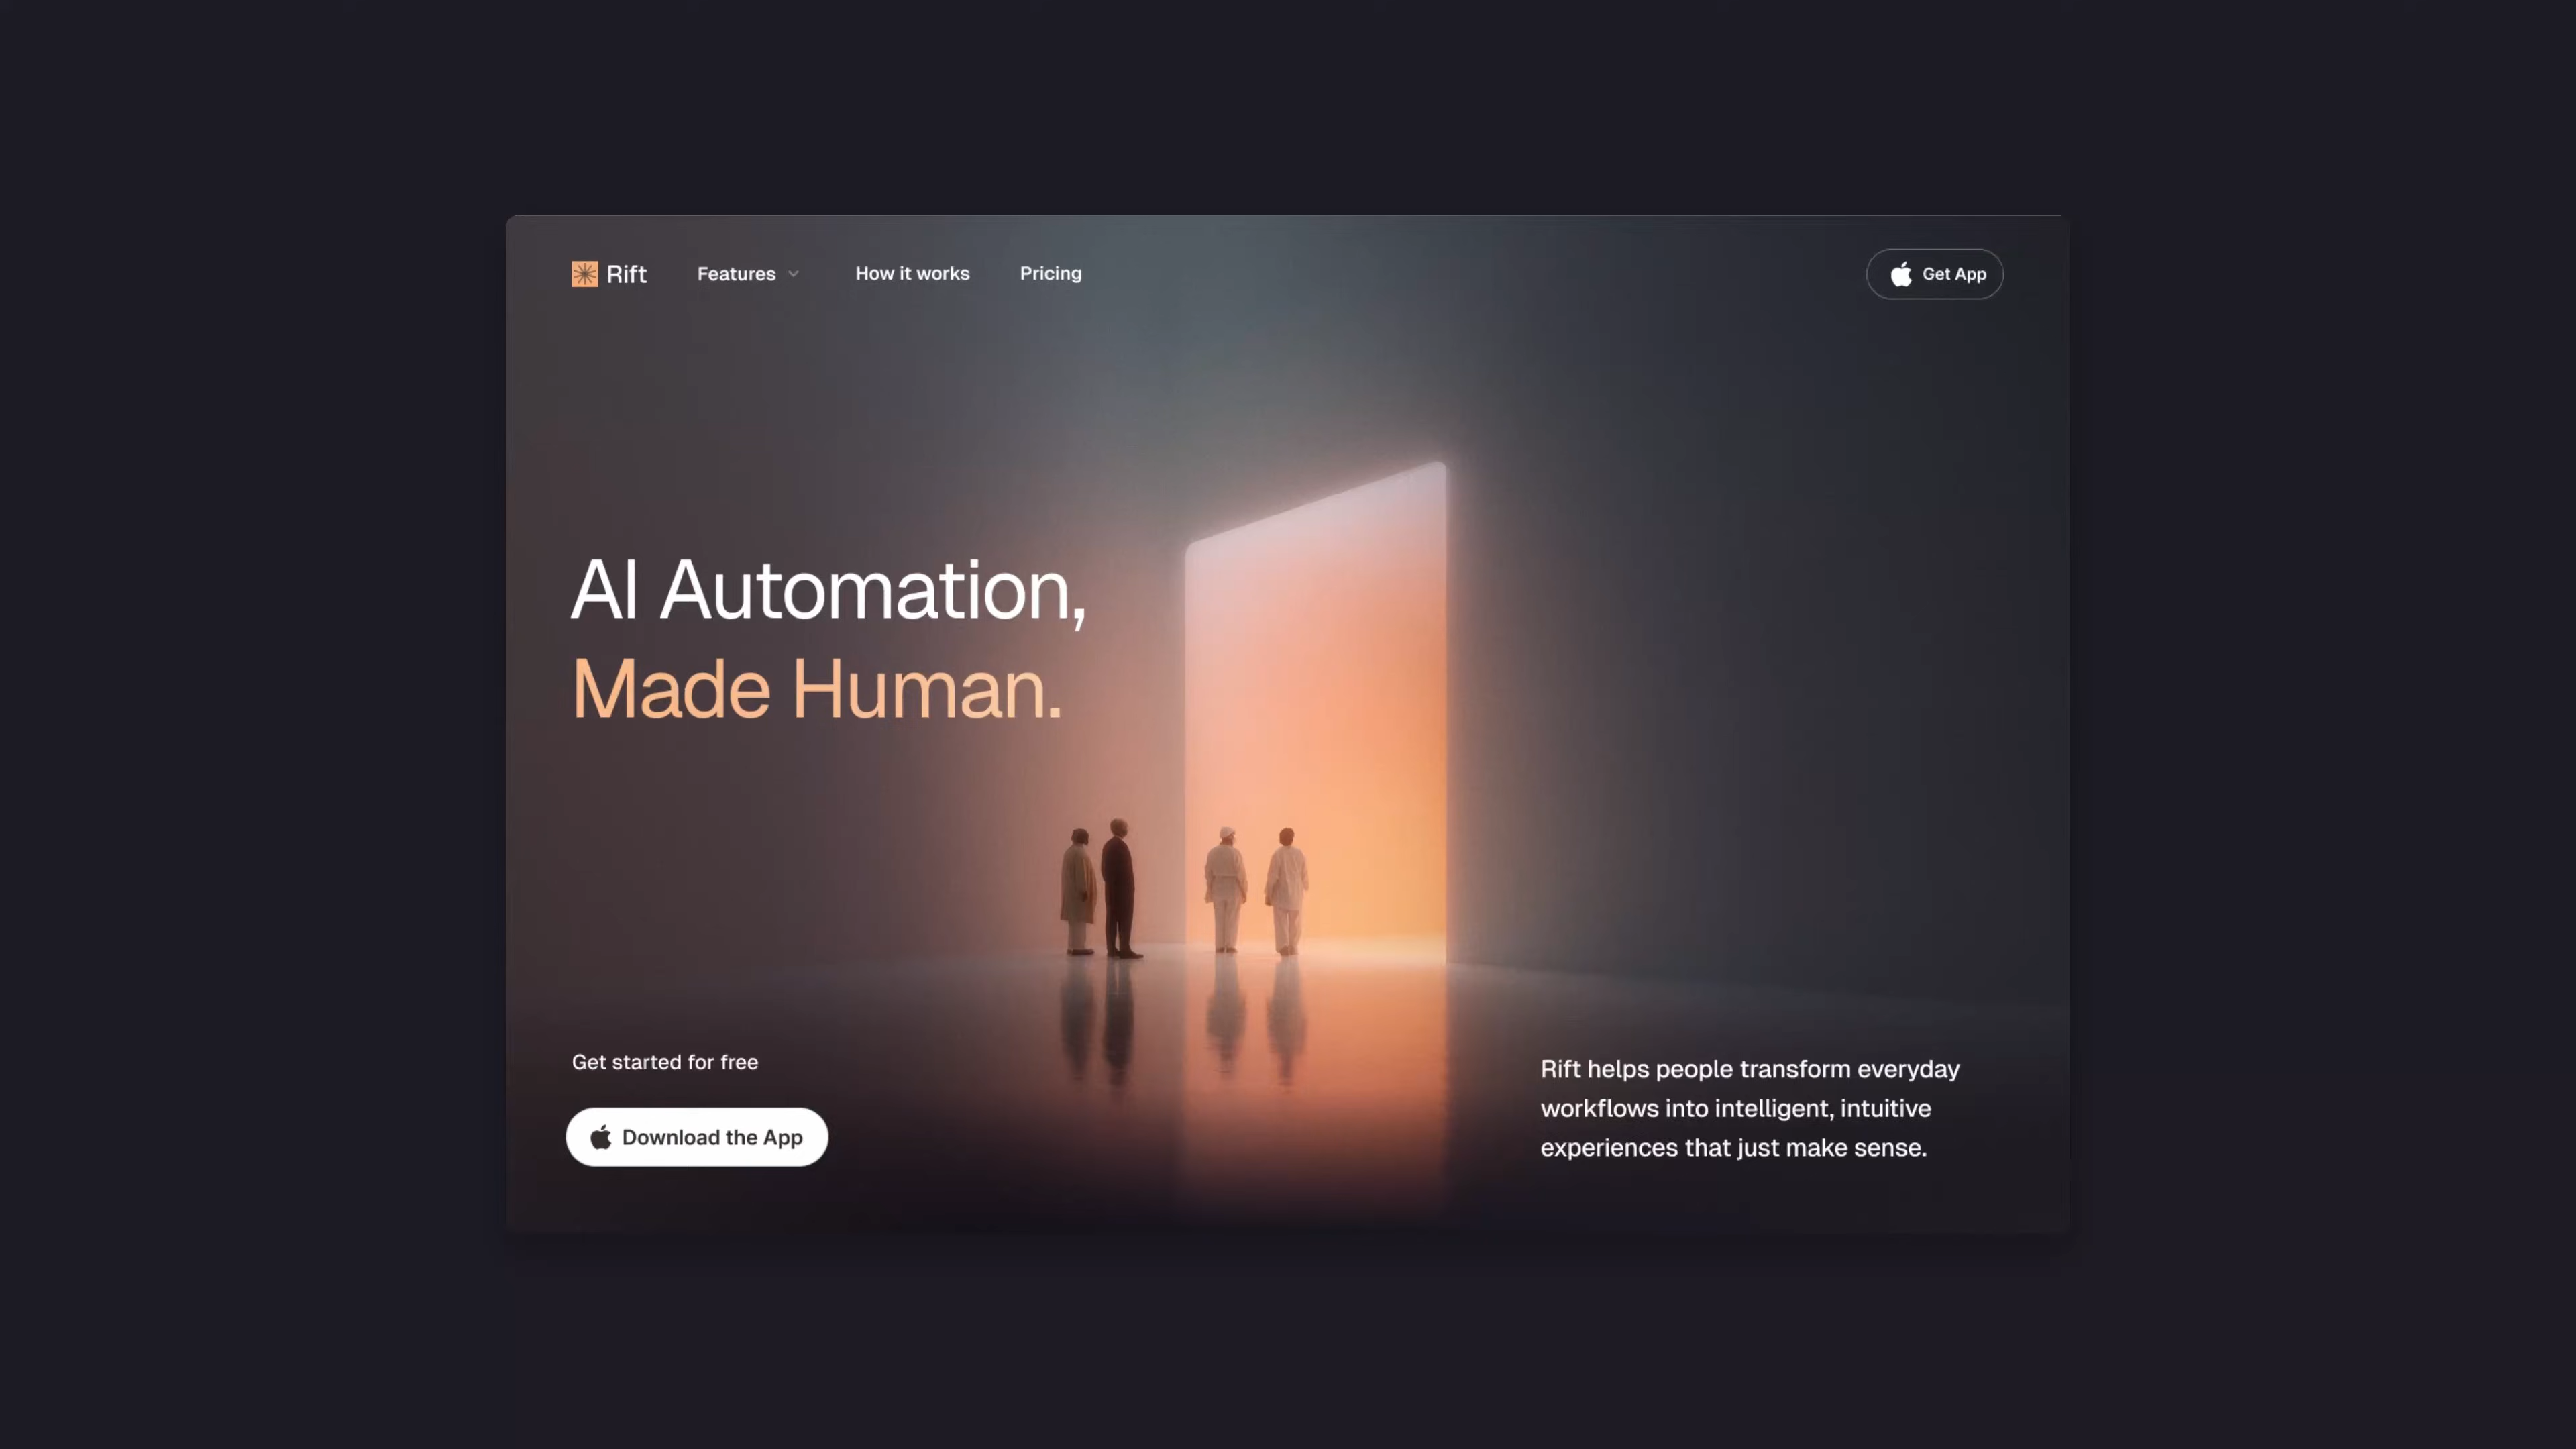 Rift
Features
How it works
Pricing
Get App
AI Automation,
Made Human.
Get started for free
Download the App
Rift helps people transform everyday
workflows into intelligent, intuitive
experiences that just make sense.